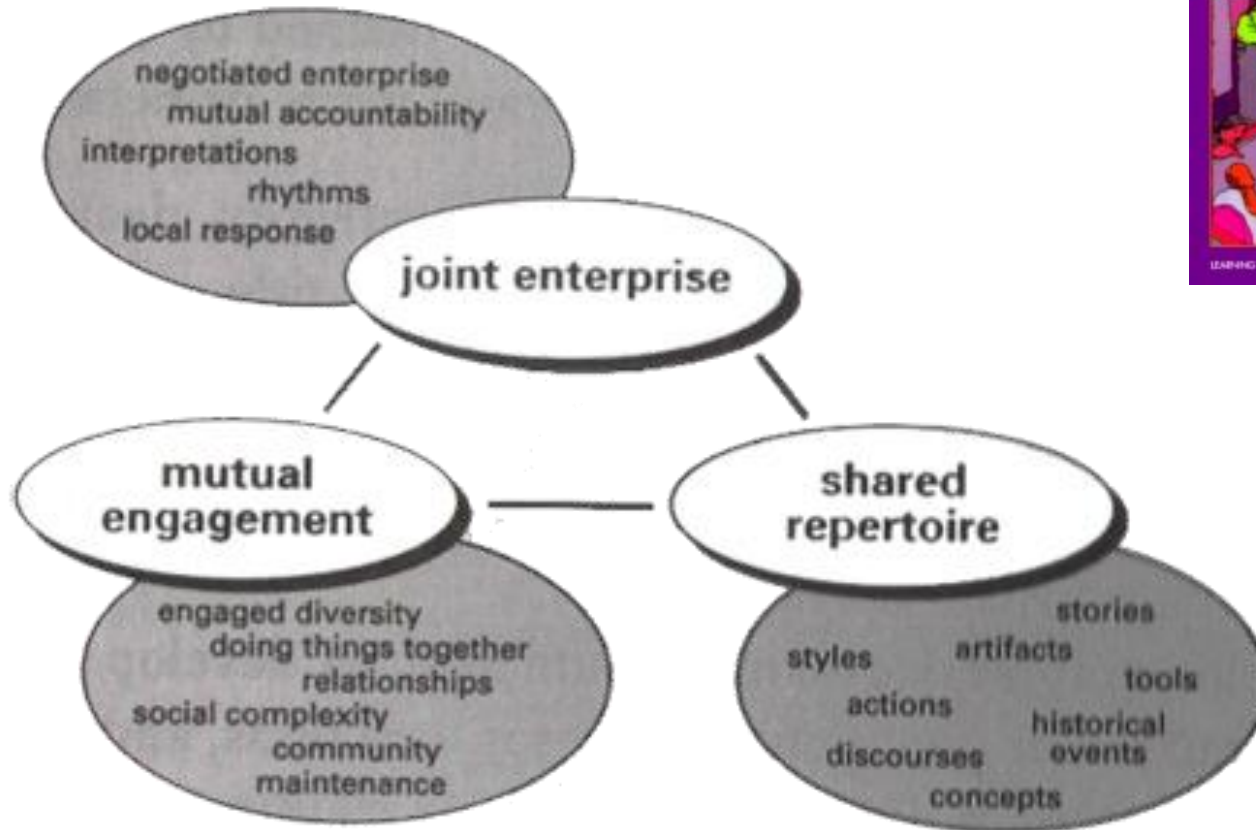 negotiated enterprise
mutual accountability
interpretations
rhythms
local response
joint enterprise
mutual
engagement
engaged diversity
doing things together
relationships
social complexity
community
maintenance
shared
repertoire
stories
styles
artifacts
tools
actions
historical
events
discourses
concepts
LEARNING